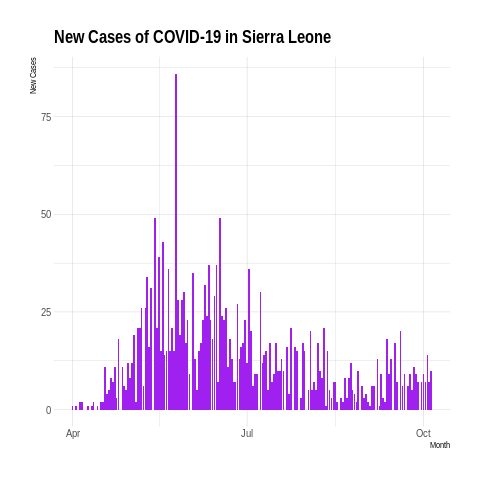 New Cases of COVID-19 in Sierra Leone
New Cases
75
50
25
0
Apr
Jul
Oct
Month